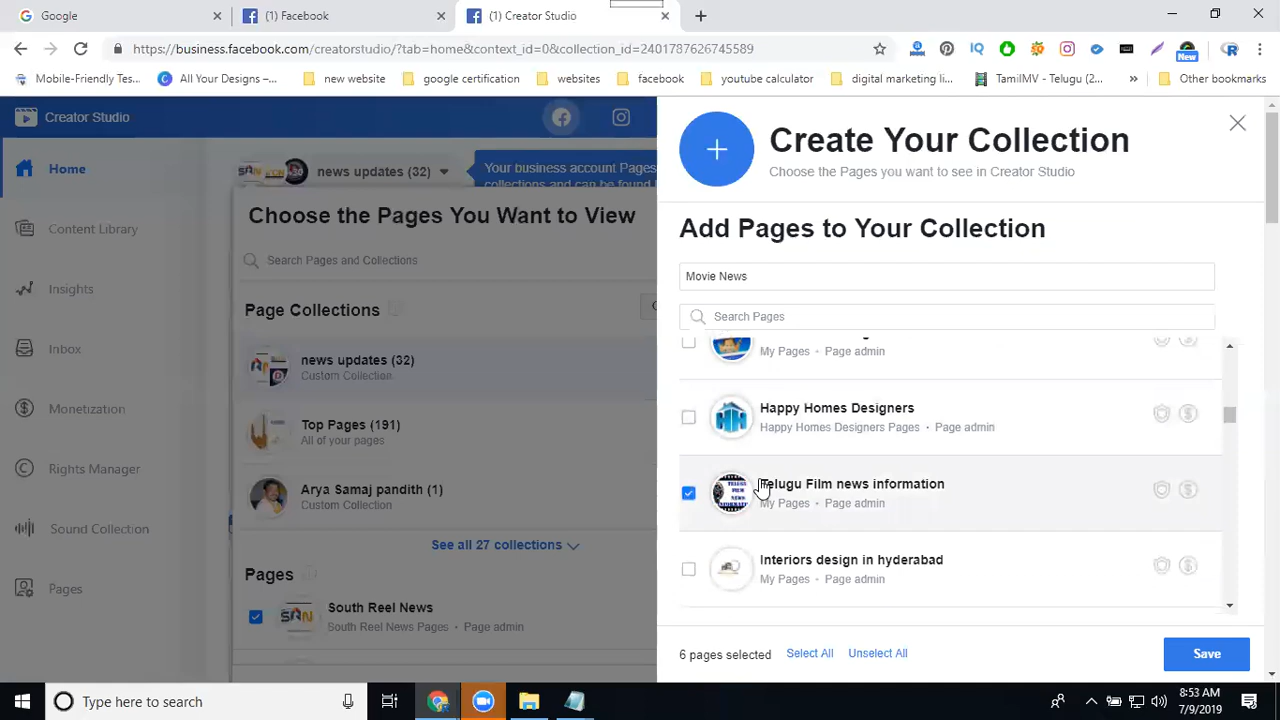 Google
(1) Facebook
(1) Creator Studio
https://business.facebook.com/creatorstudio/?tab=home&context_id=0&collection_id=2401787626745589
New
Mobile-Friendly Tes...
All Your Designs –...
new website
google certification
websites
facebook
youtube calculator
digital marketing li...
TamilMV - Telugu (2...
Other bookmarks
Creator Studio
Home
Content Library
Insights
Inbox
Monetization
Rights Manager
Sound Collection
Pages
news updates (32)
Your business account Pages
collections and can be found
Choose the Pages You Want to View
Search Pages and Collections
Page Collections
news updates (32)
Custom Collection
Top Pages (191)
All of your pages
Arya Samaj pandith (1)
Custom Collection
See all 27 collections
Pages
South Reel News
South Reel News Pages • Page admin
Create Your Collection
Choose the Pages you want to see in Creator Studio
Add Pages to Your Collection
Movie News
Search Pages
My Pages • Page admin
Happy Homes Designers
Happy Homes Designers Pages • Page admin
Telugu Film news information
My Pages • Page admin
Interiors design in hyderabad
My Pages • Page admin
6 pages selected
Select All
Unselect All
Save
Type here to search
8:53 AM
7/9/2019